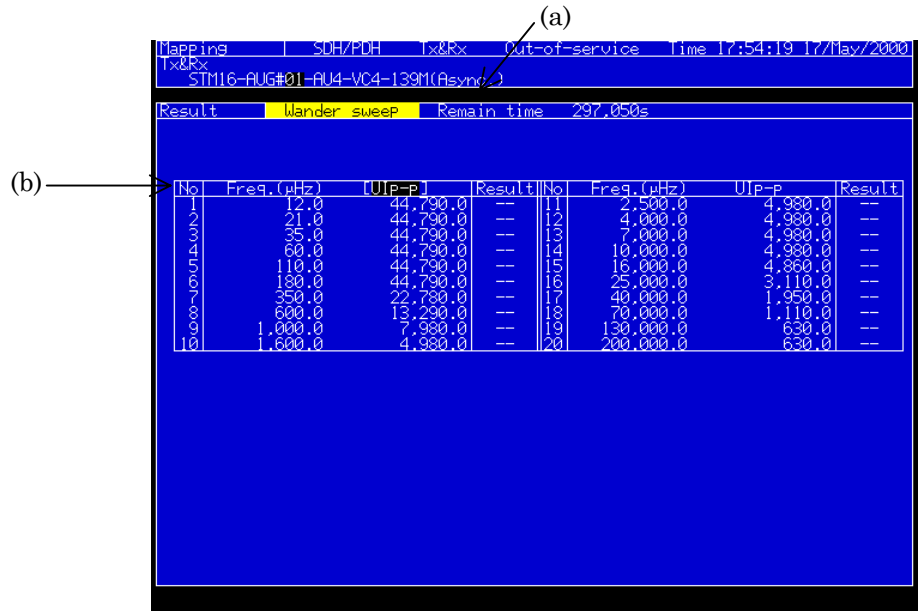 (a)
Mapping | SDH/PDH Tx&Rx Out-of-service Time 17:54:19 17/May/2000
Tx&Rx
STM16-AUG#01-AU4-VC4-139M(Async.)
Result Wander sweep Remain time 297,050s
(b)
No Freq.(μHz) [UIp-p] Result No Freq.(μHz) UIp-p Result
1 12.0 44,790.0 -- 11 2,500.0 4,980.0 --
2 21.0 44,790.0 -- 12 4,000.0 4,980.0 --
3 35.0 44,790.0 -- 13 7,000.0 4,980.0 --
4 60.0 44,790.0 -- 14 10,000.0 4,980.0 --
5 110.0 44,790.0 -- 15 16,000.0 4,860.0 --
6 180.0 44,790.0 -- 16 25,000.0 3,110.0 --
7 350.0 22,780.0 -- 17 40,000.0 1,950.0 --
8 600.0 13,290.0 -- 18 70,000.0 1,110.0 --
9 1,000.0 7,980.0 -- 19 130,000.0 630.0 --
10 1,600.0 4,980.0 -- 20 200,000.0 630.0 --